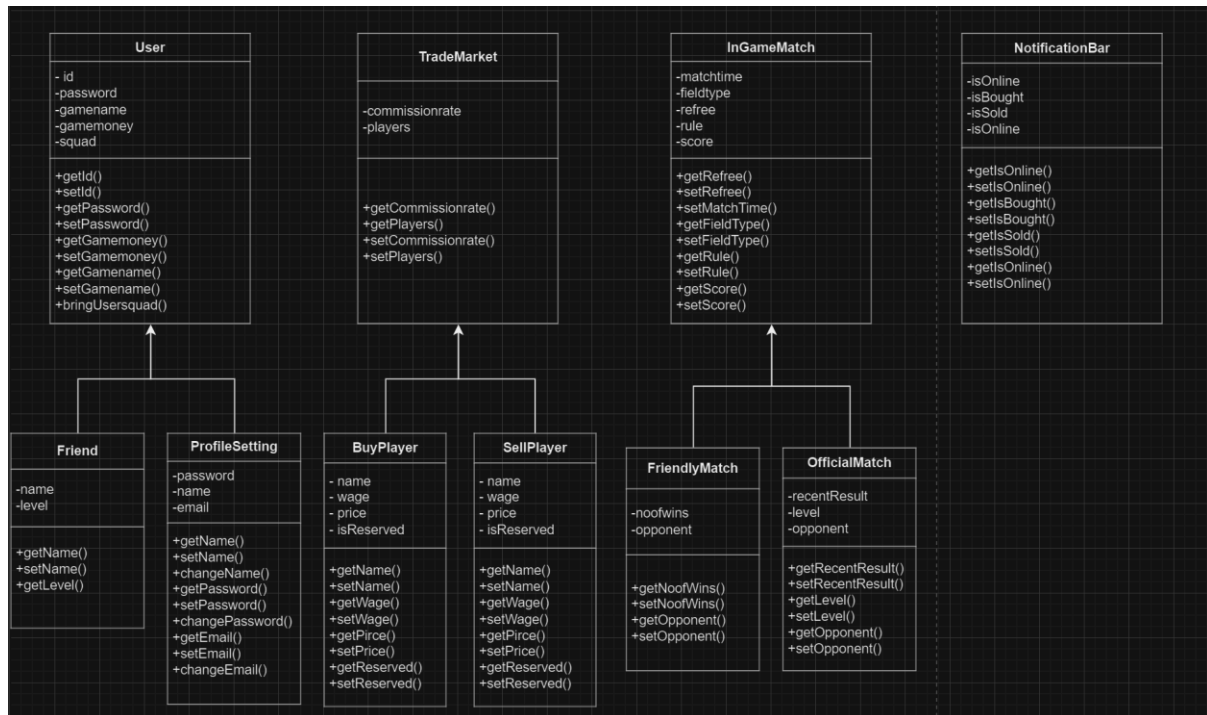 User
- id
-password
-gamename
-gamemoney
-squad
+getId()
+setId()
+getPassword()
+setPassword()
+getGamemoney()
+setGamemoney()
+getGamename()
+setGamename()
+bringUsersquad()
TradeMarket
-commissionrate
-players
+getCommissionrate()
+getPlayers()
+setCommissionrate()
+setPlayers()
InGameMatch
-matchtime
-fieldtype
-refree
-rule
-score
+getRefree()
+setRefree()
+setMatchTime()
+getFieldType()
+setFieldType()
+getRule()
+setRule()
+getScore()
+setScore()
NotificationBar
-isOnline
-isBought
-isSold
-isOnline
+getIsOnline()
+setIsOnline()
+getIsBought()
+setIsBought()
+getIsSold()
+setIsSold()
+getIsOnline()
+setIsOnline()
Friend
-name
-level
+getName()
+setName()
+getLevel()
ProfileSetting
-password
-name
-email
+getName()
+setName()
+changeName()
+getPassword()
+setPassword()
+changePassword()
+getEmail()
+setEmail()
+changeEmail()
BuyPlayer
- name
- wage
- price
- isReserved
+getName()
+setName()
+getWage()
+setWage()
+getPirce()
+setPrice()
+getReserved()
+setReserved()
SellPlayer
- name
- wage
- price
- isReserved
+getName()
+setName()
+getWage()
+setWage()
+getPirce()
+setPrice()
+getReserved()
+setReserved()
FriendlyMatch
-noofwins
-opponent
+getNoofWins()
+setNoofWins()
+getOpponent()
+setOpponent()
OfficialMatch
-recentResult
-level
-opponent
+getRecentResult()
+setRecentResult()
+getLevel()
+setLevel()
+getOpponent()
+setOpponent()